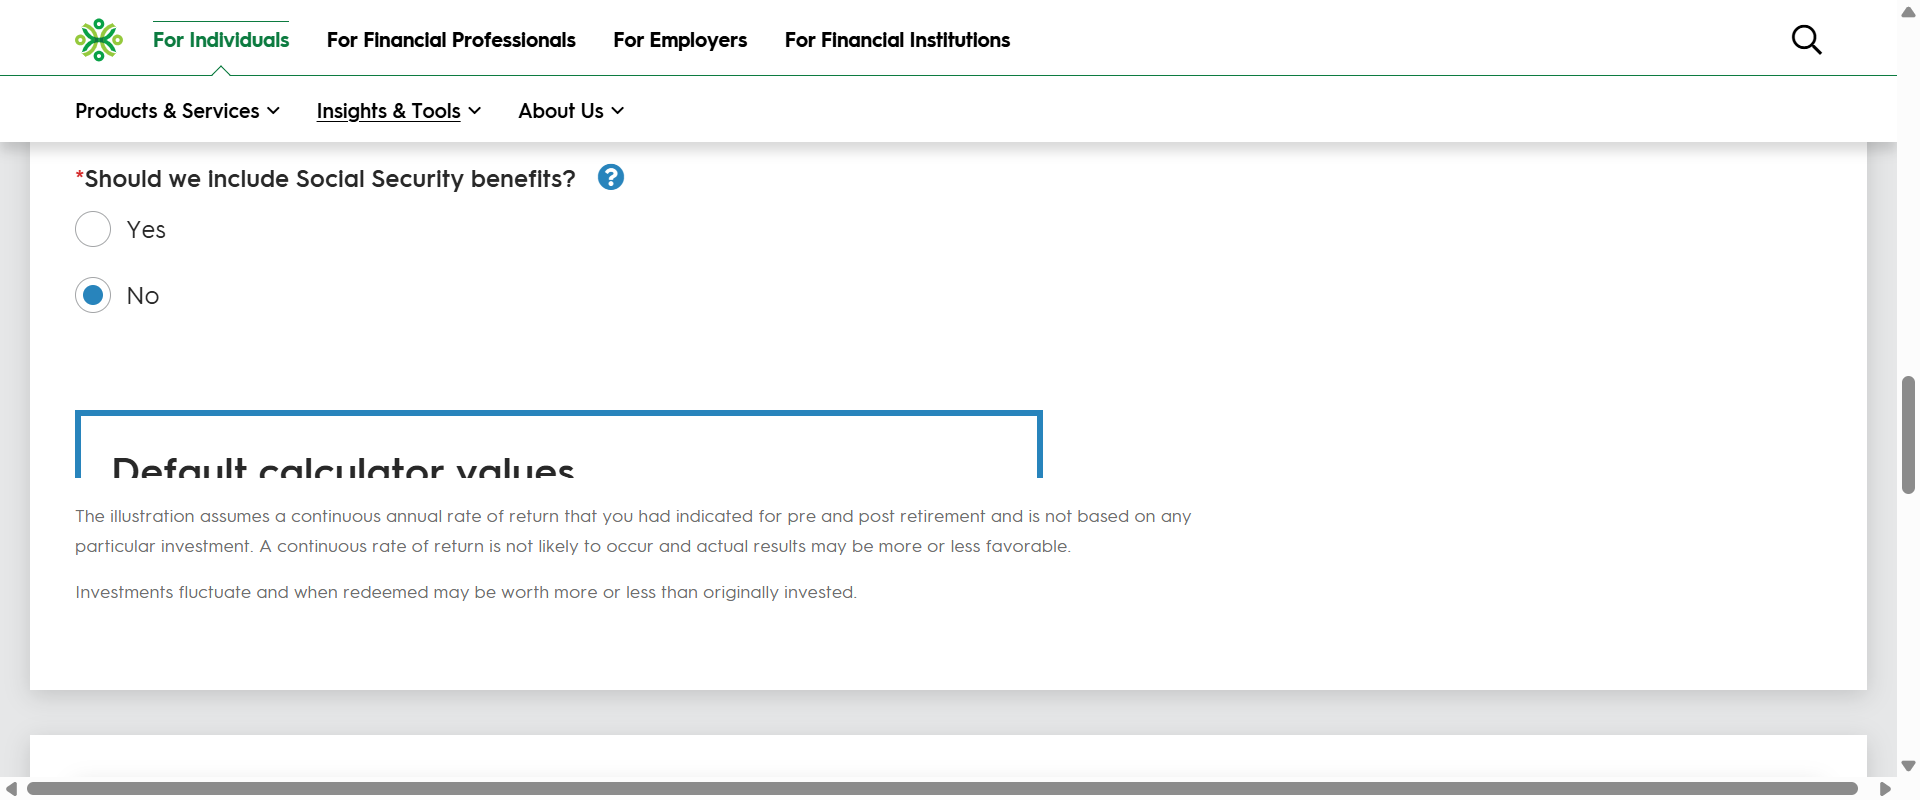 For Individuals
For Financial Professionals
For Employers
For Financial Institutions
Products & Services
Insights & Tools
About Us
*Should we include Social Security benefits?
Yes
No
Default calculator values
The illustration assumes a continuous annual rate of return that you had indicated for pre and post retirement and is not based on any
particular investment. A continuous rate of return is not likely to occur and actual results may be more or less favorable.
Investments fluctuate and when redeemed may be worth more or less than originally invested.